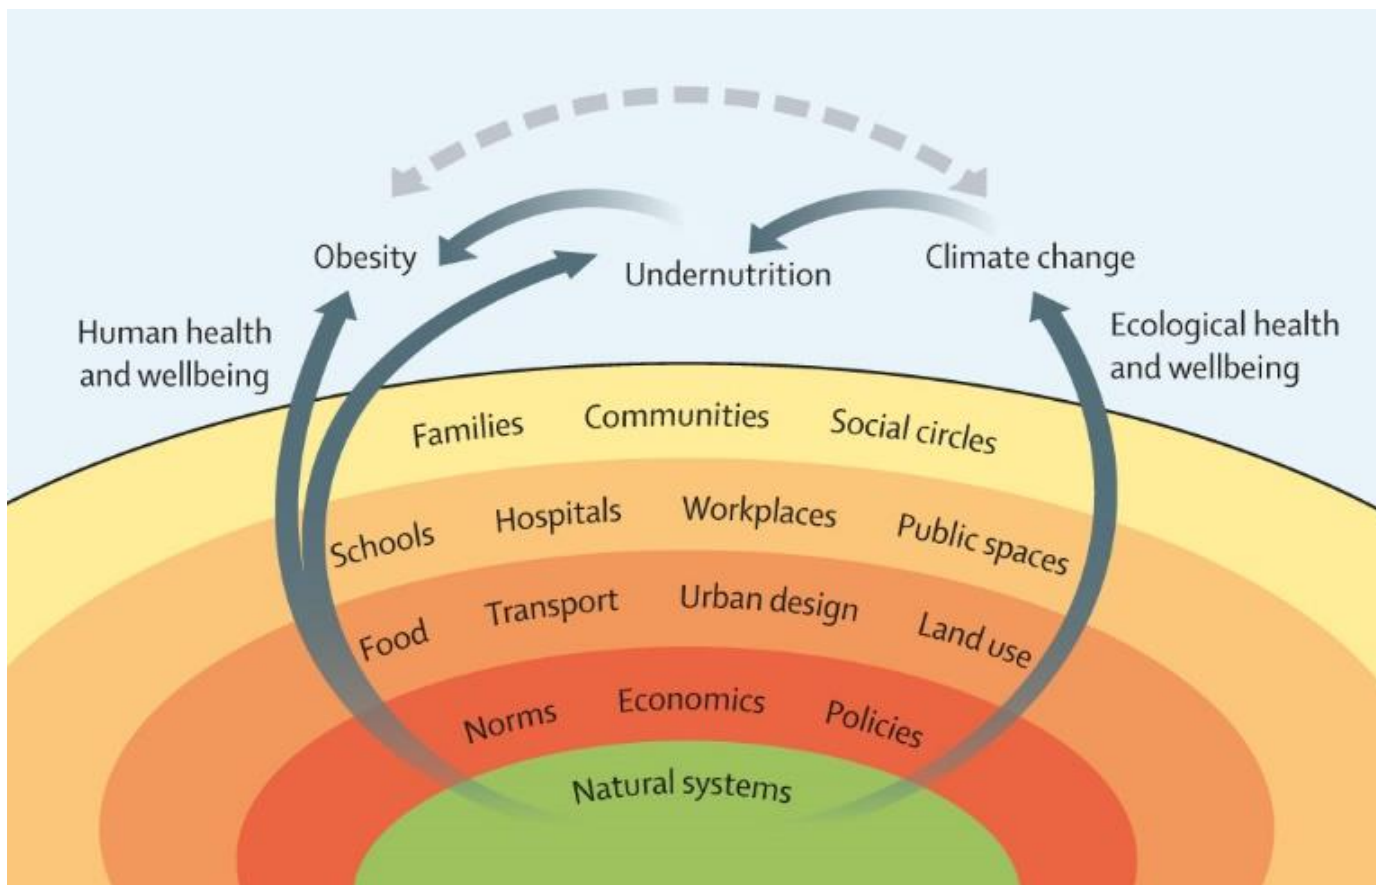 Obesity
Undernutrition
Climate change
Human health
and wellbeing
Ecological health
and wellbeing
Families Communities Social circles
Schools Hospitals Workplaces Public spaces
Food Transport Urban design Land use
Norms Economics Policies
Natural systems